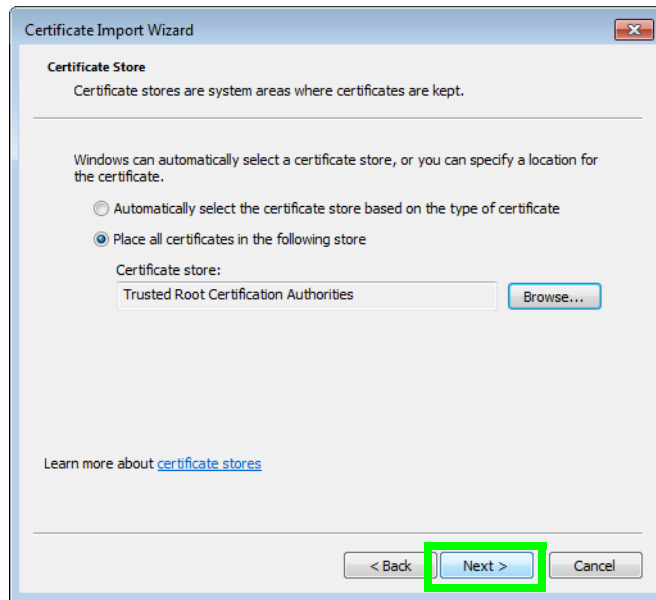 Certificate Import Wizard
Certificate Store
Certificate stores are system areas where certificates are kept.
Windows can automatically select a certificate store, or you can specify a location for
the certificate.
Automatically select the certificate store based on the type of certificate
Place all certificates in the following store
Certificate store:
Trusted Root Certification Authorities
Browse...
Learn more about certificate stores
< Back Next > Cancel